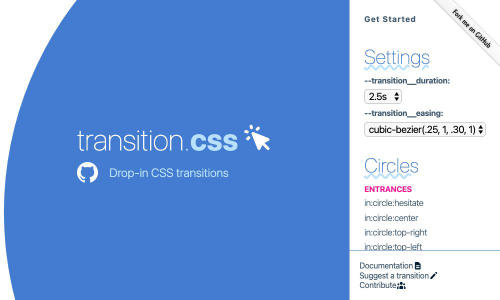 transition.css
Drop-in CSS transitions
Get Started
Fork me on GitHub
Settings
--transition__duration:
2.5s
--transition__easing:
cubic-bezier(.25, 1, .30, 1)
Circles
ENTRANCES
in:circle:hesitate
in:circle:center
in:circle:top-right
in:circle:top-left
Documentation
Suggest a transition
Contribute